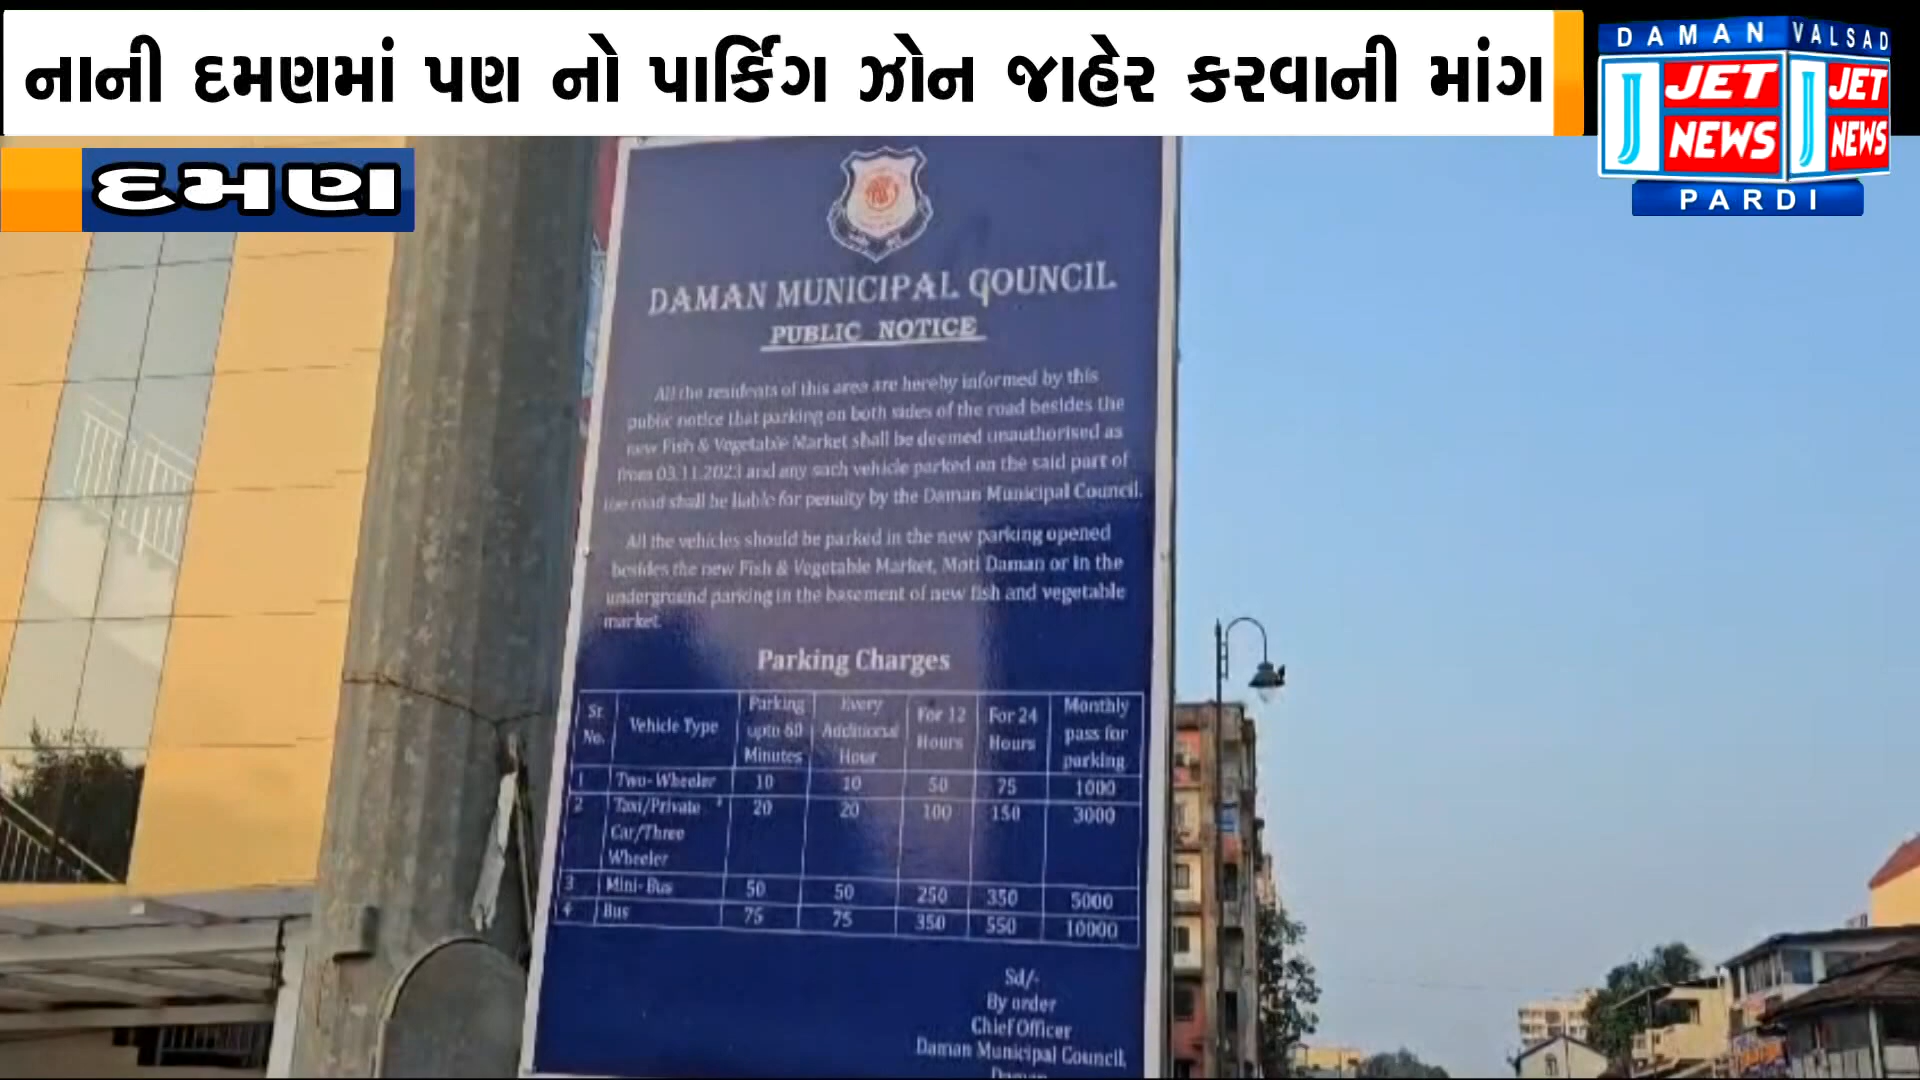 નાની દમણમાં પણ નો પાર્કિંગ ઝોન જાહેર કરવાની માંગ
DAMAN VALSAD
JET NEWS JET NEWS
PARDI
દમણ
DAMAN MUNICIPAL COUNCIL
PUBLIC NOTICE
All the residents of this area are hereby informed by this
public notice that parking on both sides of the road besides the
new Fish & Vegetable Market shall be deemed unauthorised as
from 03.11.2023 and any such vehicle parked on the said part of
the road shall be liable for penalty by the Daman Municipal Council.
All the vehicles should be parked in the new parking opened
besides the new Fish & Vegetable Market, Moti Daman or in the
underground parking in the basement of new fish and vegetable
market.
Parking Charges
Sr. No. Vehicle Type Parking upto 60 Minutes Every Additional Hour For 12 Hours For 24 Hours Monthly pass for parking
1 Two-Wheeler 10 10 50 75 1000
2 Taxi/Private Car/Three Wheeler 20 20 100 150 3000
3 Mini-Bus 50 50 250 350 5000
4 Bus 75 75 350 550 10000
Sd/-
By order
Chief Officer
Daman Municipal Council,
Daman